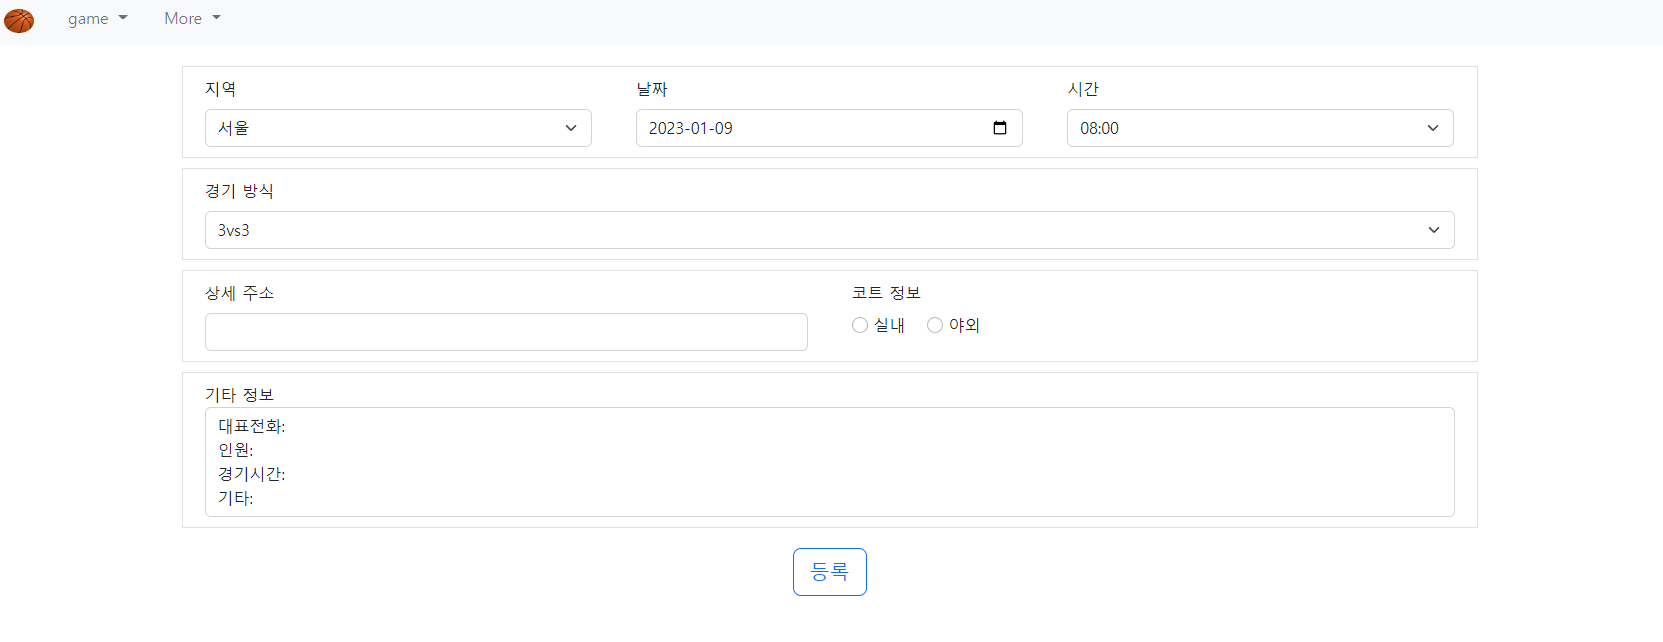 game More
지역 날짜 시간
서울 2023-01-09 08:00
경기 방식
3vs3
상세 주소 코트 정보
실내 야외
기타 정보
대표전화:
인원:
경기시간:
기타:
등록